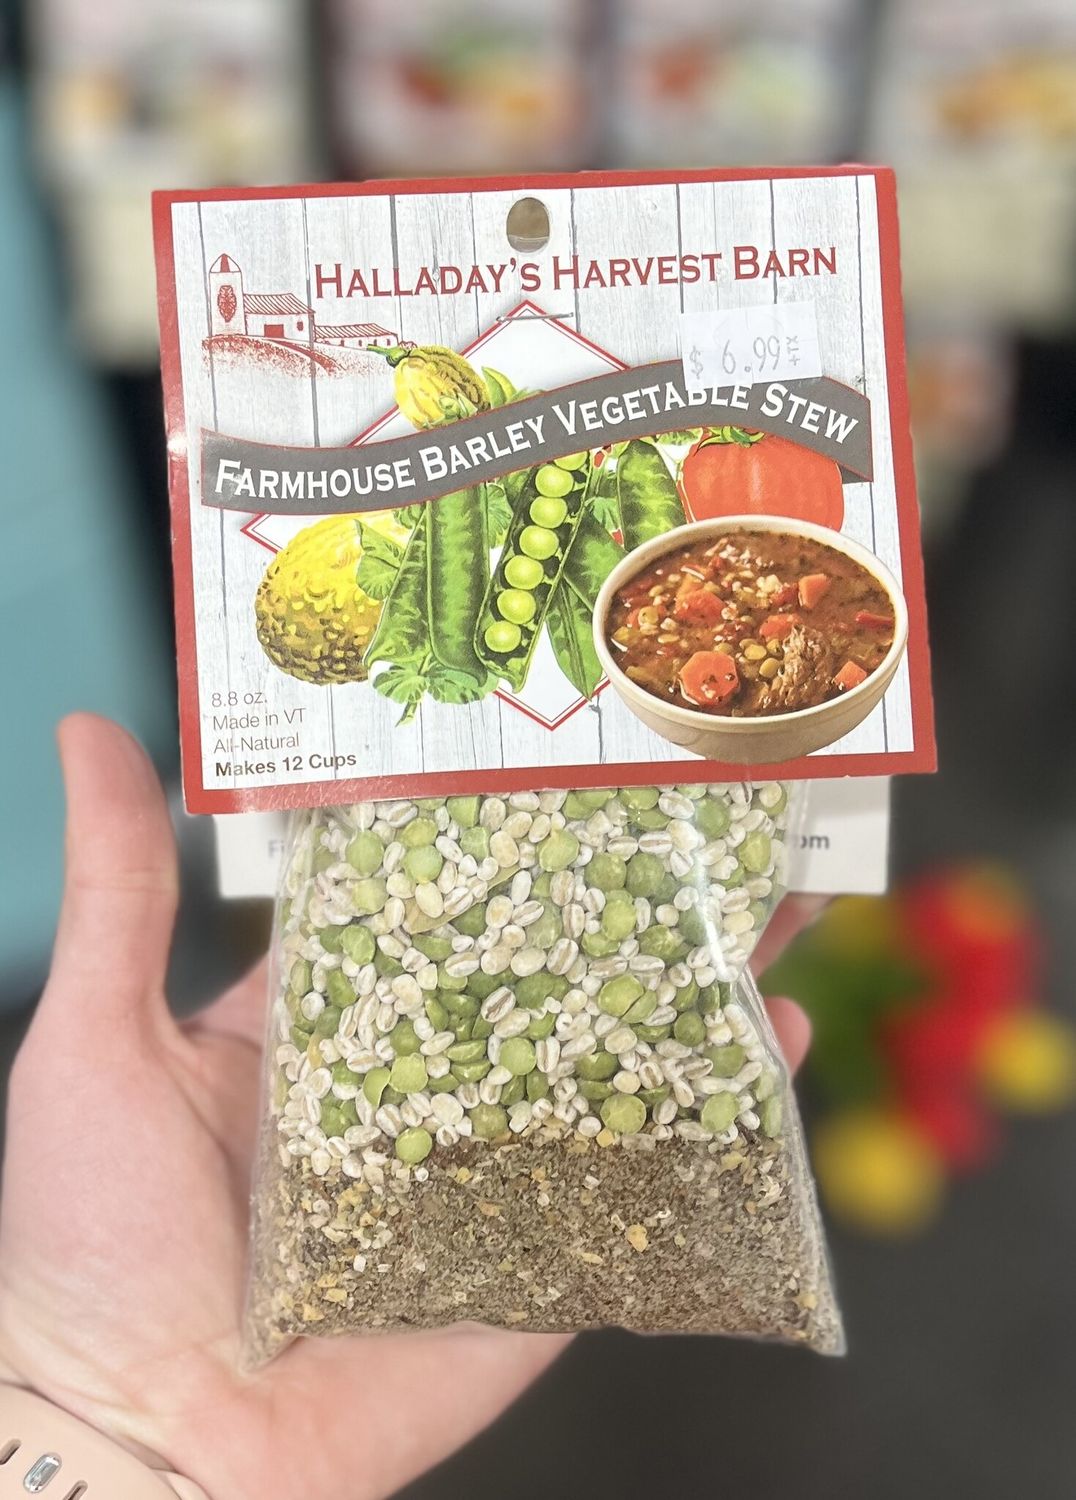 HALLADAY'S HARVEST BARN
$ 6.99 +TX
FARMHOUSE BARLEY VEGETABLE STEW
8.8 oz.
Made in VT
All-Natural
Makes 12 Cups